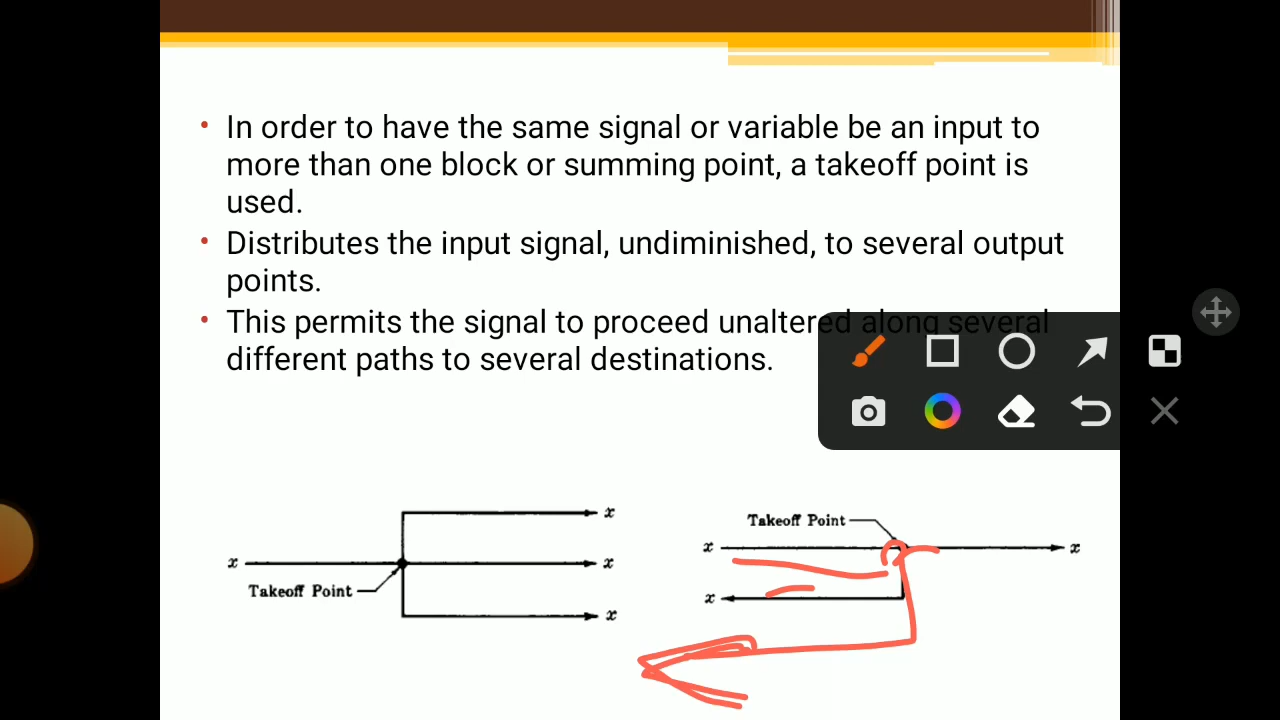 • In order to have the same signal or variable be an input to
more than one block or summing point, a takeoff point is
used.
• Distributes the input signal, undiminished, to several output
points.
• This permits the signal to proceed unaltered along several
different paths to several destinations.
x
x
x
x
Takeoff Point
Takeoff Point
x
x
x